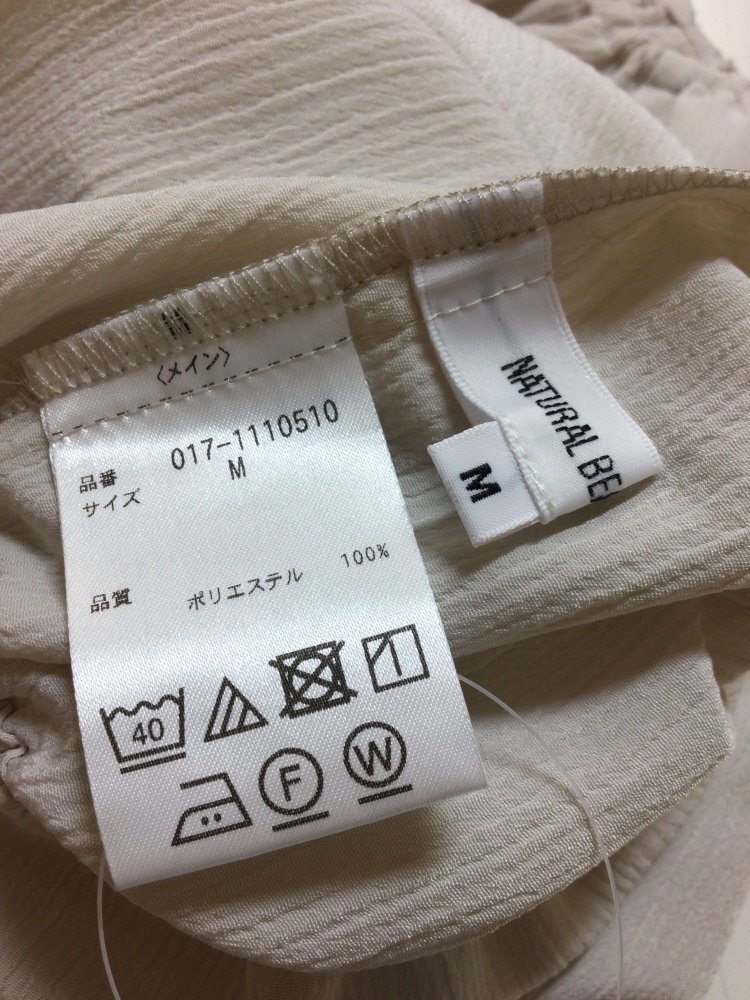 M
〈メイン〉
品番 017-1110510
サイズ M
品質 ポリエステル 100%
40
F
W
NATURAL
M